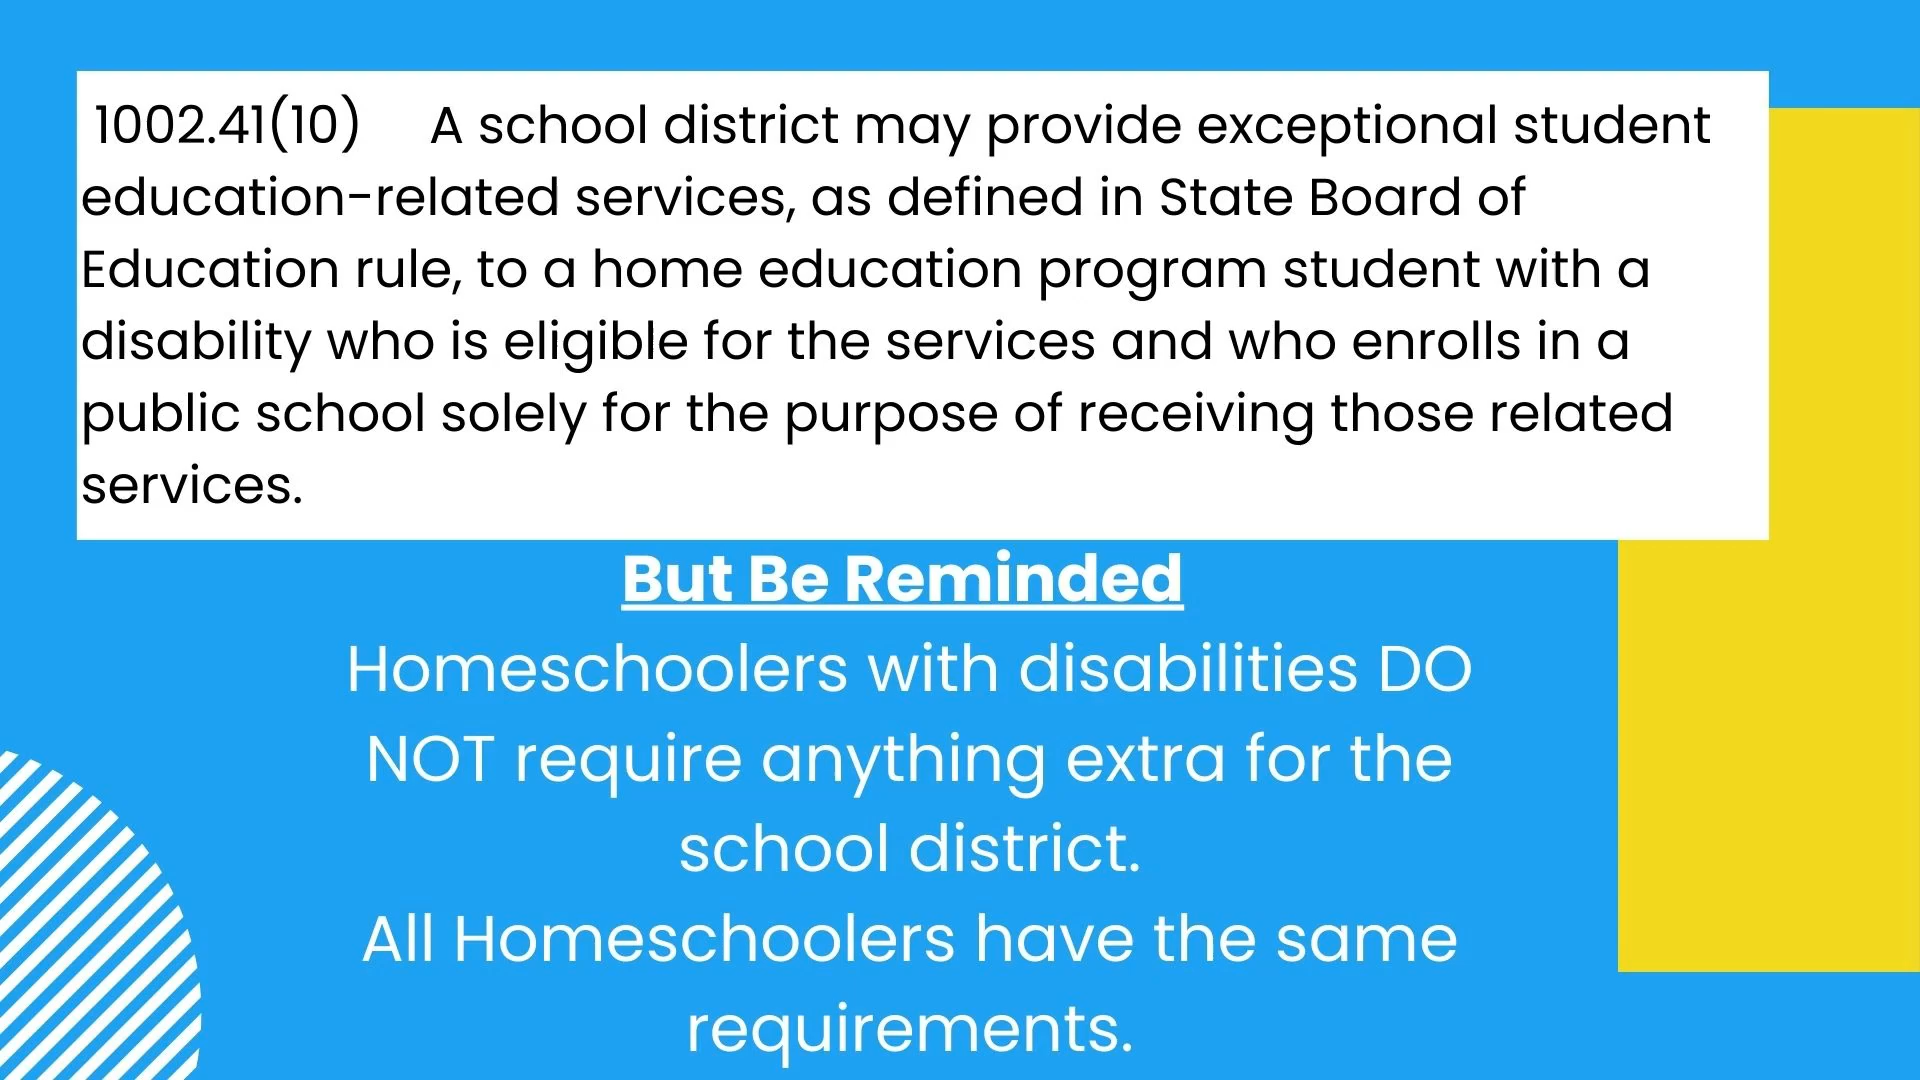 1002.41(10) A school district may provide exceptional student
education-related services, as defined in State Board of
Education rule, to a home education program student with a
disability who is eligible for the services and who enrolls in a
public school solely for the purpose of receiving those related
services.
But Be Reminded
Homeschoolers with disabilities DO
NOT require anything extra for the
school district.
All Homeschoolers have the same
requirements.